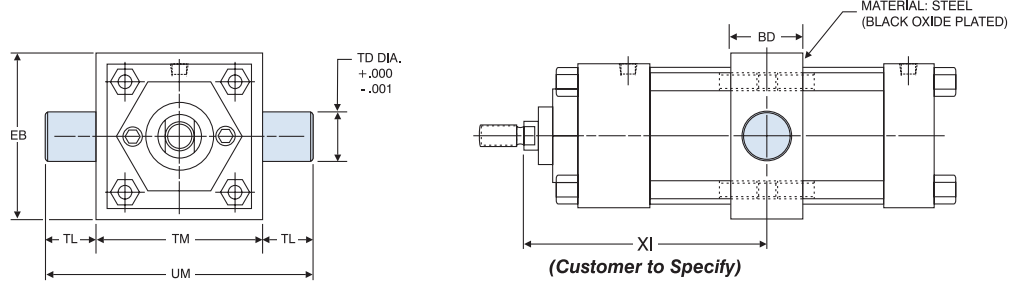 MATERIAL: STEEL
(BLACK OXIDE PLATED)
BD
TD DIA.
+.000
-.001
EB
TL
TM
TL
UM
XI
(Customer to Specify)